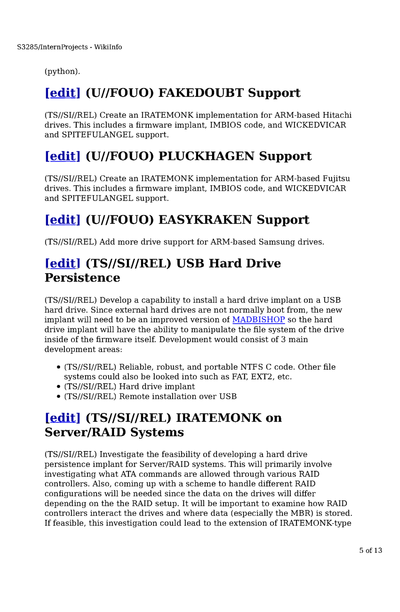 S3285/InternProjects - WikiInfo
(python).
[edit] (U//FOUO) FAKEDOUBT Support
(TS//SI//REL) Create an IRATEMONK implementation for ARM-based Hitachi
drives. This includes a firmware implant, IMBIOS code, and WICKEDVICAR
and SPITEFULANGEL support.
[edit] (U//FOUO) PLUCKHAGEN Support
(TS//SI//REL) Create an IRATEMONK implementation for ARM-based Fujitsu
drives. This includes a firmware implant, IMBIOS code, and WICKEDVICAR
and SPITEFULANGEL support.
[edit] (U//FOUO) EASYKRAKEN Support
(TS//SI//REL) Add more drive support for ARM-based Samsung drives.
[edit] (TS//SI//REL) USB Hard Drive
Persistence
(TS//SI//REL) Develop a capability to install a hard drive implant on a USB
hard drive. Since external hard drives are not normally boot from, the new
implant will need to be an improved version of MADBISHOP so the hard
drive implant will have the ability to manipulate the file system of the drive
inside of the firmware itself. Development would consist of 3 main
development areas:
• (TS//SI//REL) Reliable, robust, and portable NTFS C code. Other file
systems could also be looked into such as FAT, EXT2, etc.
• (TS//SI//REL) Hard drive implant
• (TS//SI//REL) Remote installation over USB
[edit] (TS//SI//REL) IRATEMONK on
Server/RAID Systems
(TS//SI//REL) Investigate the feasibility of developing a hard drive
persistence implant for Server/RAID systems. This will primarily involve
investigating what ATA commands are allowed through various RAID
controllers. Also, coming up with a scheme to handle different RAID
configurations will be needed since the data on the drives will differ
depending on the the RAID setup. It will be important to examine how RAID
controllers interact the drives and where data (especially the MBR) is stored.
If feasible, this investigation could lead to the extension of IRATEMONK-type
5 of 13